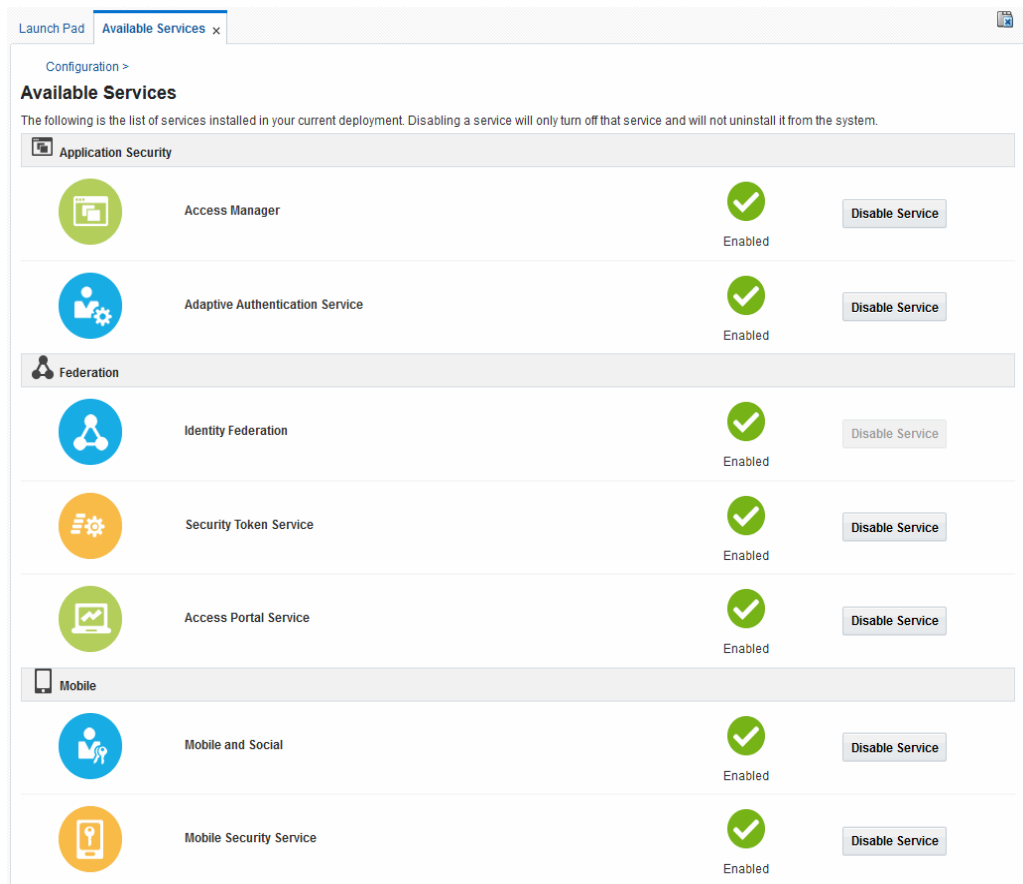 Launch Pad
Available Services
Configuration >
Available Services
The following is the list of services installed in your current deployment. Disabling a service will only turn off that service and will not uninstall it from the system.
Application Security
Access Manager
Enabled
Disable Service
Adaptive Authentication Service
Enabled
Disable Service
Federation
Identity Federation
Enabled
Disable Service
Security Token Service
Enabled
Disable Service
Access Portal Service
Enabled
Disable Service
Mobile
Mobile and Social
Enabled
Disable Service
Mobile Security Service
Enabled
Disable Service